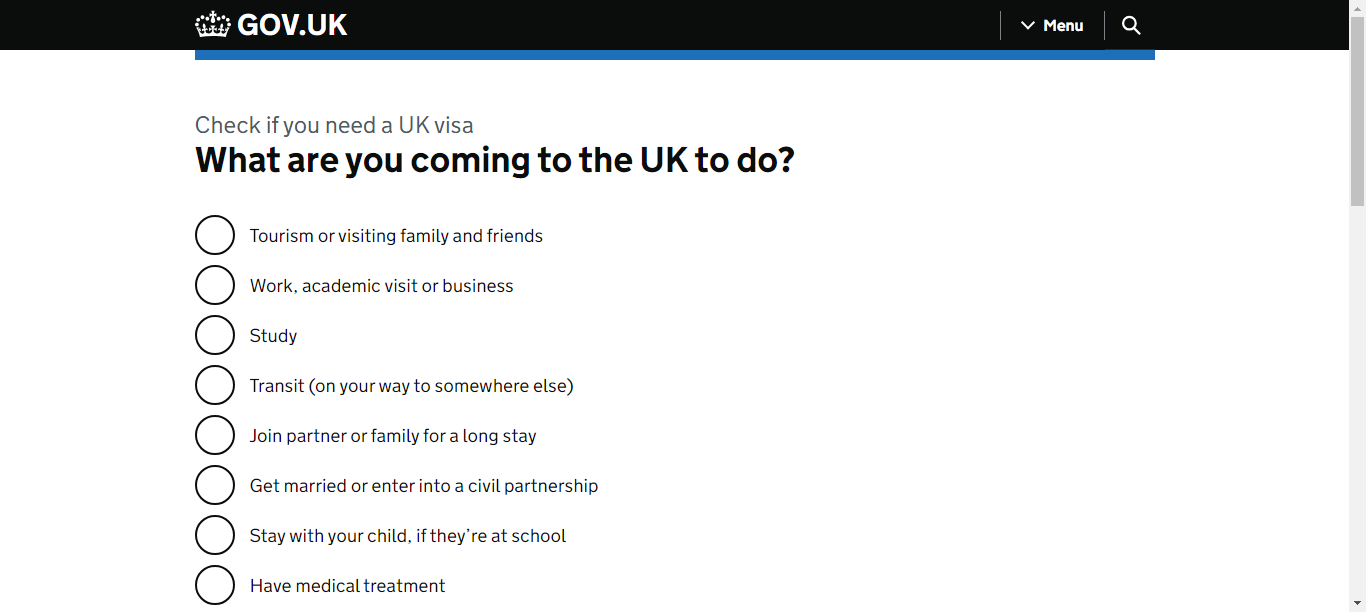 GOV.UK
Menu
Check if you need a UK visa
What are you coming to the UK to do?
Tourism or visiting family and friends
Work, academic visit or business
Study
Transit (on your way to somewhere else)
Join partner or family for a long stay
Get married or enter into a civil partnership
Stay with your child, if they’re at school
Have medical treatment